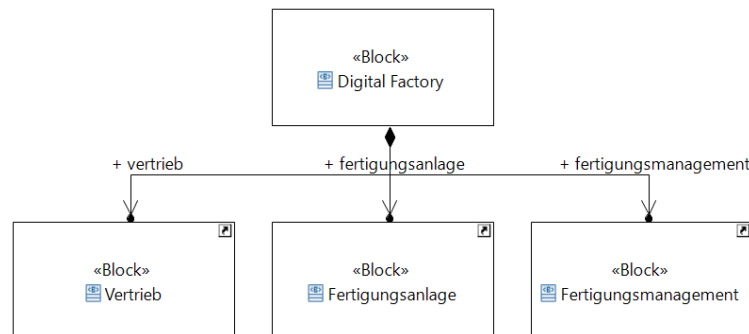 «Block»
Digital Factory
+ vertrieb
+ fertigungsanlage
+ fertigungsmanagement
«Block»
Vertrieb
«Block»
Fertigungsanlage
«Block»
Fertigungsmanagement